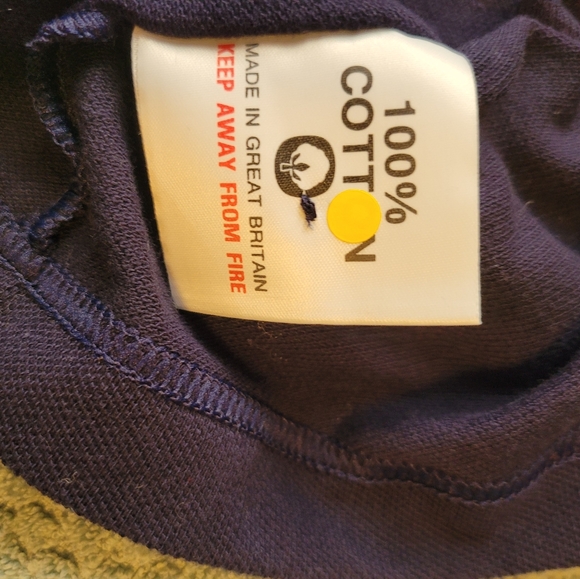 100%
COTTON
MADE IN GREAT BRITAIN
KEEP AWAY FROM FIRE